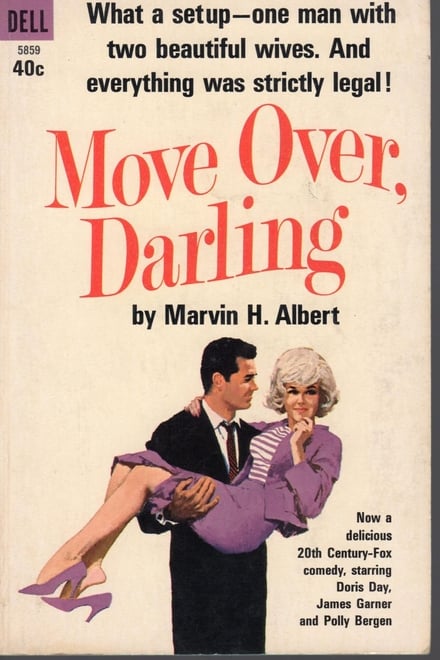 DELL
5859
40c
What a setup—one man with
two beautiful wives. And
everything was strictly legal!
Move Over,
Darling
by Marvin H. Albert
Now a
delicious
20th Century-Fox
comedy, starring
Doris Day,
James Garner
and Polly Bergen